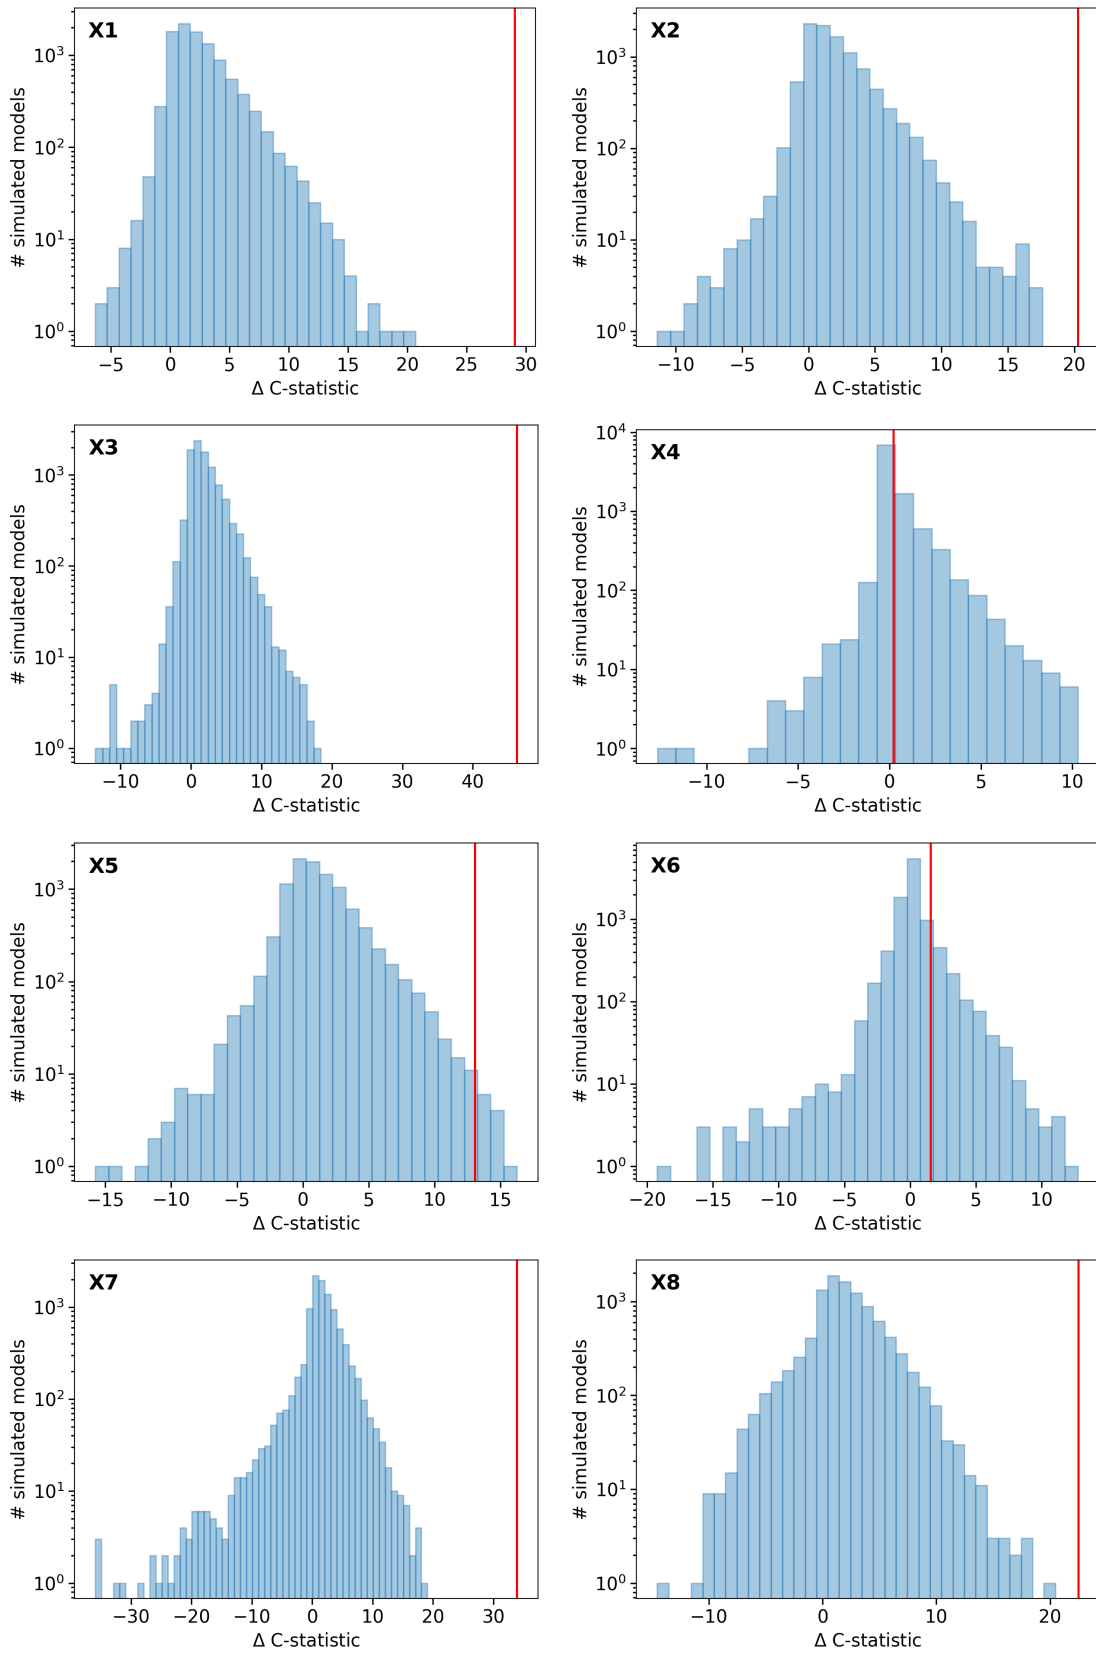 X1
# simulated models
10³
10²
10¹
10⁰
−5 0 5 10 15 20 25 30
Δ C-statistic
X2
# simulated models
10³
10²
10¹
10⁰
−10 −5 0 5 10 15 20
Δ C-statistic
X3
# simulated models
10³
10²
10¹
10⁰
−10 0 10 20 30 40
Δ C-statistic
X4
# simulated models
10⁴
10³
10²
10¹
10⁰
−10 −5 0 5 10
Δ C-statistic
X5
# simulated models
10³
10²
10¹
10⁰
−15 −10 −5 0 5 10 15
Δ C-statistic
X6
# simulated models
10³
10²
10¹
10⁰
−20 −15 −10 −5 0 5 10
Δ C-statistic
X7
# simulated models
10³
10²
10¹
10⁰
−30 −20 −10 0 10 20 30
Δ C-statistic
X8
# simulated models
10³
10²
10¹
10⁰
−10 0 10 20
Δ C-statistic